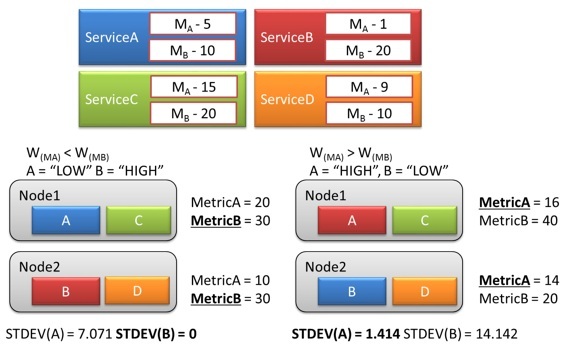 ServiceA
M_A - 5
M_B - 10
ServiceB
M_A - 1
M_B - 20
ServiceC
M_A - 15
M_B - 20
ServiceD
M_A - 9
M_B - 10
W_(MA) < W_(MB)
A = “LOW” B = “HIGH”
Node1
A C
MetricA = 20
MetricB = 30
Node2
B D
MetricA = 10
MetricB = 30
STDEV(A) = 7.071 STDEV(B) = 0
W_(MA) > W_(MB)
A = “HIGH”, B = “LOW”
Node1
A C
MetricA = 16
MetricB = 40
Node2
B D
MetricA = 14
MetricB = 20
STDEV(A) = 1.414 STDEV(B) = 14.142